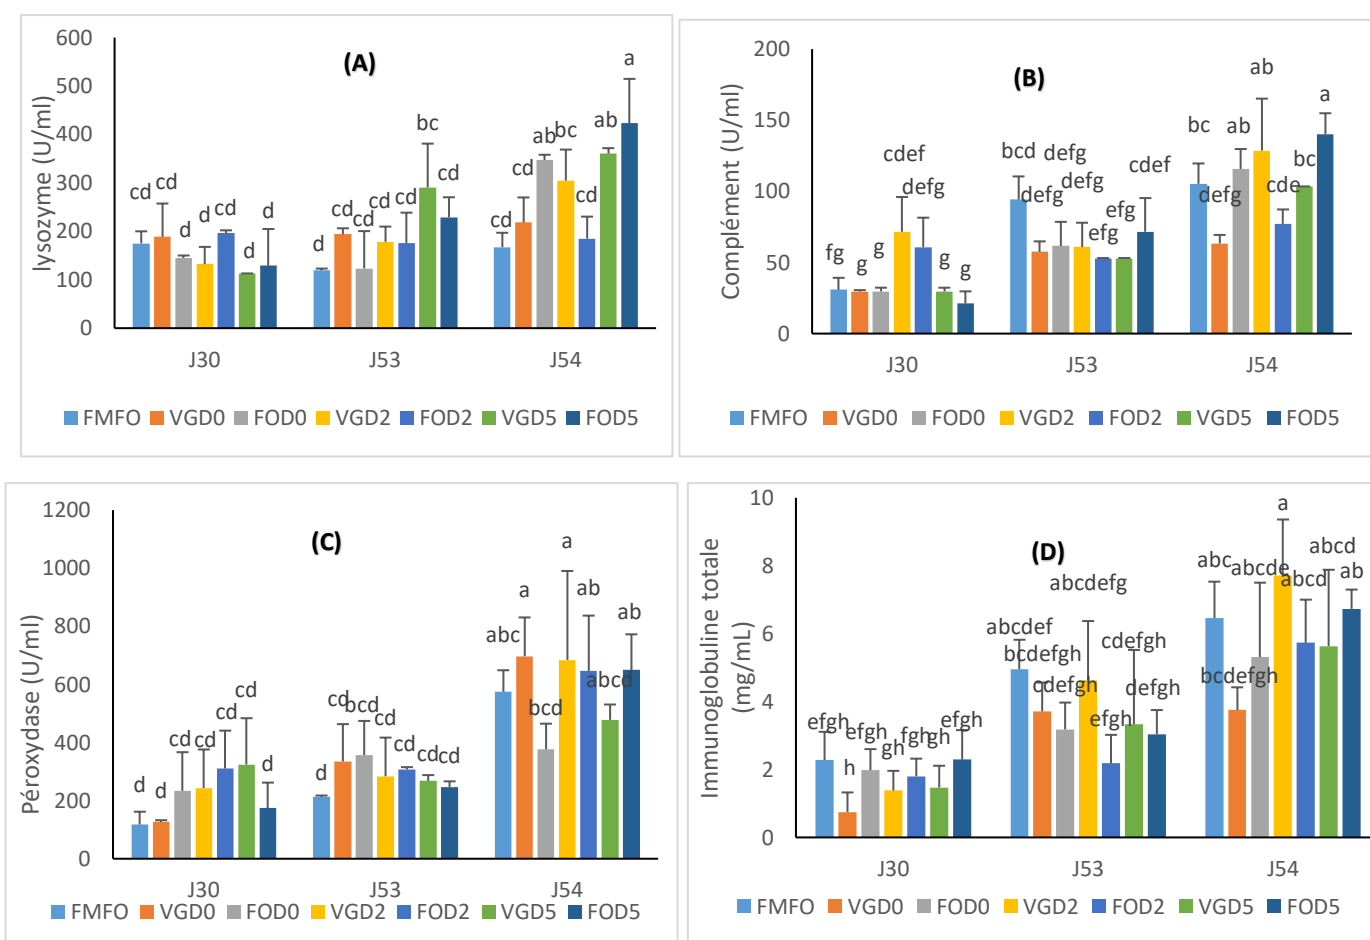 (A)
lysozyme (U/ml)
600
500
400
300
200
100
0
cd cd d d cd d d
d cd cd cd cd bc cd
cd cd ab bc cd ab a
J30 J53 J54
FMFO VGD0 FOD0 VGD2 FOD2 VGD5 FOD5
(B)
Complément (U/ml)
200
150
100
50
0
fg g g cdef defg g g
bcd defg defg defg efg efg cdef
bc defg ab ab cde bc a
J30 J53 J54
FMFO VGD0 FOD0 VGD2 FOD2 VGD5 FOD5
(C)
Péroxydase (U/ml)
1200
1000
800
600
400
200
0
d d cd cd cd cd d
d cd bcd cd cd cd cd
abc a bcd a ab abcd ab
J30 J53 J54
FMFO VGD0 FOD0 VGD2 FOD2 VGD5 FOD5
(D)
Immunoglobuline totale
(mg/mL)
10
8
6
4
2
0
efgh h efgh gh fgh gh efgh
abcdef bcdefgh cdefgh abcdefg efgh cdefgh defgh
abc bcdefgh abcde a abcd abcd ab
J30 J53 J54
FMFO VGD0 FOD0 VGD2 FOD2 VGD5 FOD5